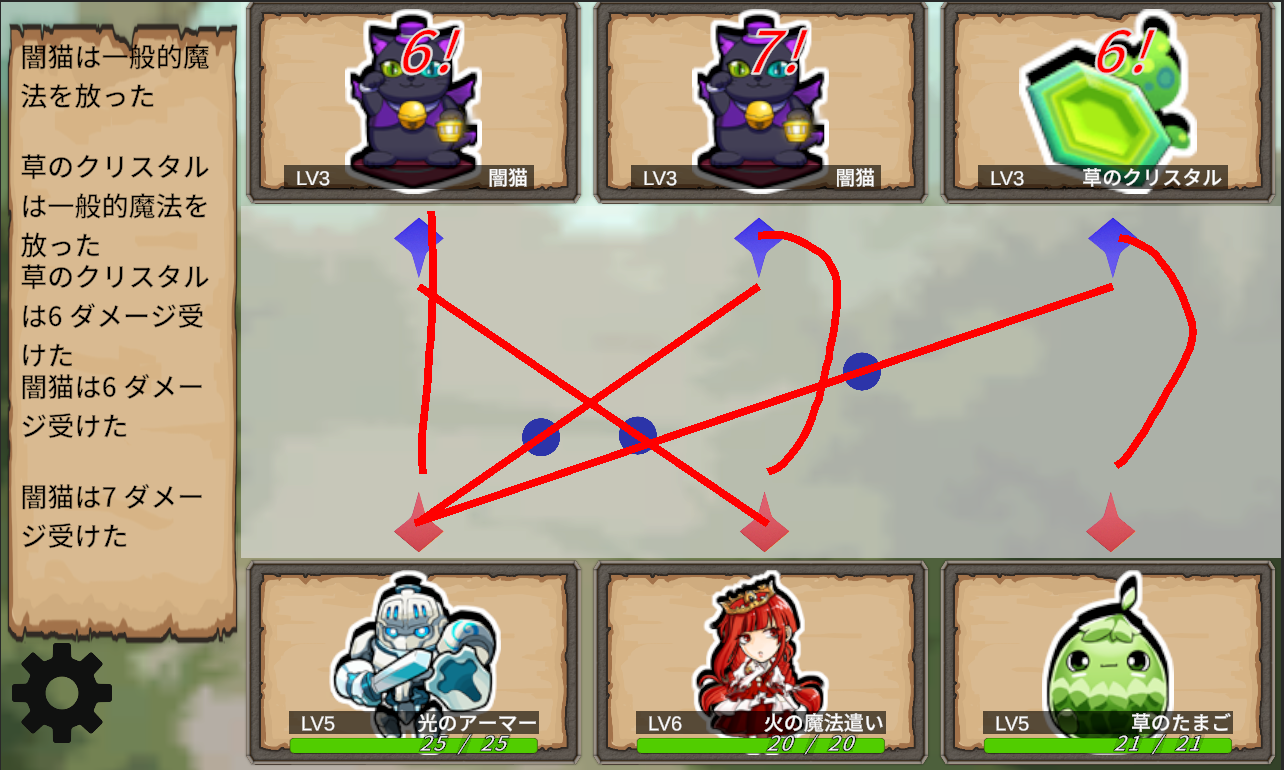 闇猫は一般的魔
法を放った
草のクリスタル
は一般的魔法を
放った
草のクリスタル
は6 ダメージ受
けた
闇猫は6 ダメー
ジ受けた
闇猫は7 ダメー
ジ受けた
6!
LV3 闇猫
7!
LV3 闇猫
6!
LV3 草のクリスタル
LV5 光のアーマー
25 / 25
LV6 火の魔法遣い
20 / 20
LV5 草のたまご
21 / 21